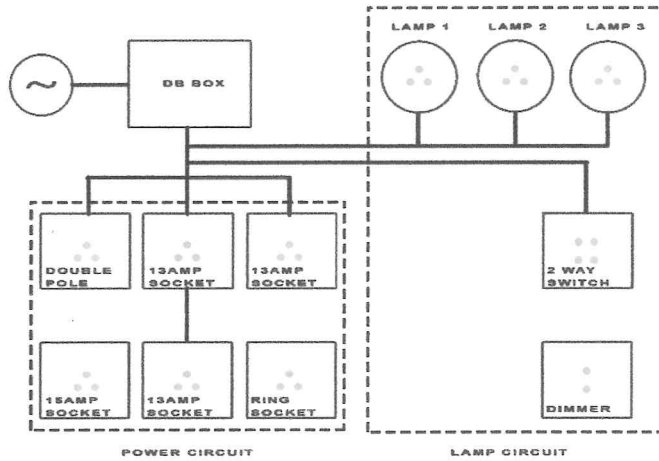 LAMP 1 LAMP 2 LAMP 3
~
DB BOX
DOUBLE
POLE
13AMP
SOCKET
13AMP
SOCKET
2 WAY
SWITCH
15AMP
SOCKET
13AMP
SOCKET
RING
SOCKET
DIMMER
POWER CIRCUIT
LAMP CIRCUIT